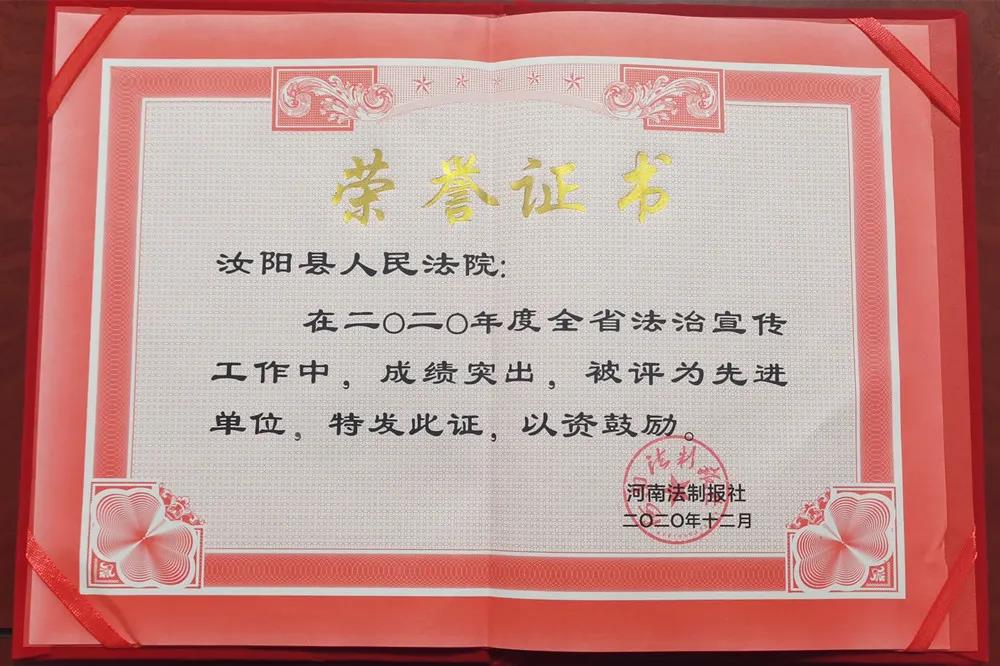 荣誉证书
汝阳县人民法院:
在二〇二〇年度全省法治宣传
工作中，成绩突出，被评为先进
单位，特发此证，以资鼓励。
河南法制报社
二〇二〇年十二月